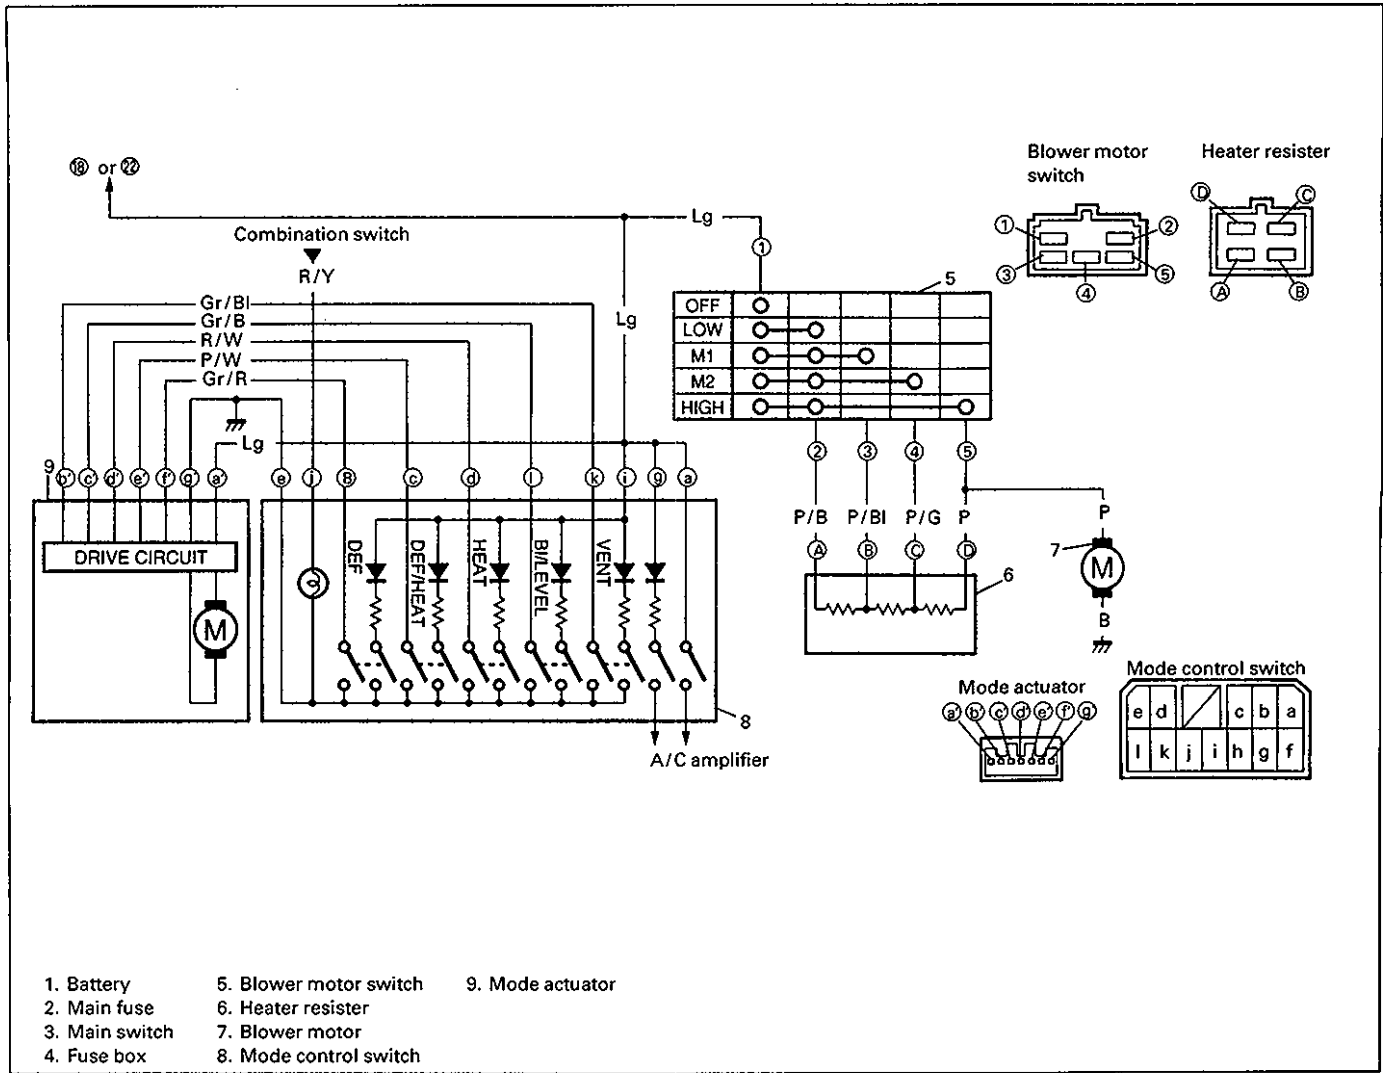 Blower motor switch
Heater resister
⑱ or ㉒
D C
Lg
1 2
Combination switch
1
3 5
R/Y
4
A B
5
Gr/Bl
OFF
Gr/B
Lg
LOW
R/W
M1
P/W
M2
Gr/R
HIGH
Lg
2 3 4 5
9
b' c' d' e' f' g' a' e j 8 c d l k i g a
P/B P/Bl P/G P P
DEF DEF/HEAT HEAT BI/LEVEL VENT
A B C D
7
DRIVE CIRCUIT
M
6
M
B
Mode control switch
Mode actuator
a' b' c' d' e' f' g
e d c b a
8
l k j i h g f
A/C amplifier
1. Battery 5. Blower motor switch 9. Mode actuator
2. Main fuse 6. Heater resister
3. Main switch 7. Blower motor
4. Fuse box 8. Mode control switch